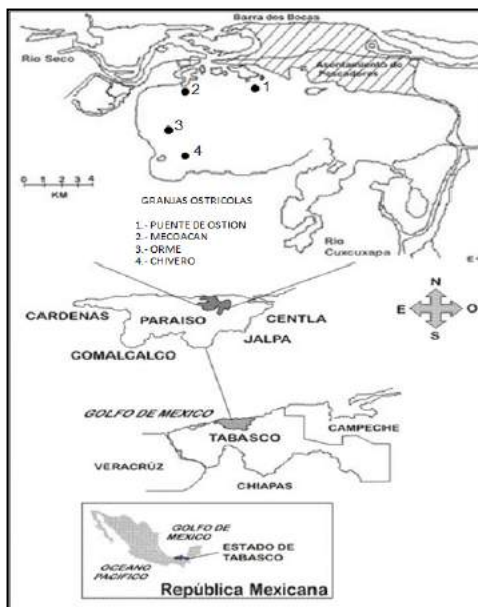 Barra dos Bocas
Rio Seco
Asentamiento de
Pescadores
2
1
3
4
0 1 2 3 4
KM
GRANJAS OSTRICOLAS
1.- PUENTE DE OSTION
2.- MECOACAN
3.- ORME
4.- CHIVERO
Rio
Cuxcuxapa
N
E O
S
CARDENAS
PARAISO
CENTLA
JALPA
COMALCALCO
GOLFO DE MEXICO
CAMPECHE
TABASCO
VERACRÚZ
CHIAPAS
GOLFO DE
MEXICO
ESTADO DE
TABASCO
OCEANO
PACIFICO
República Mexicana